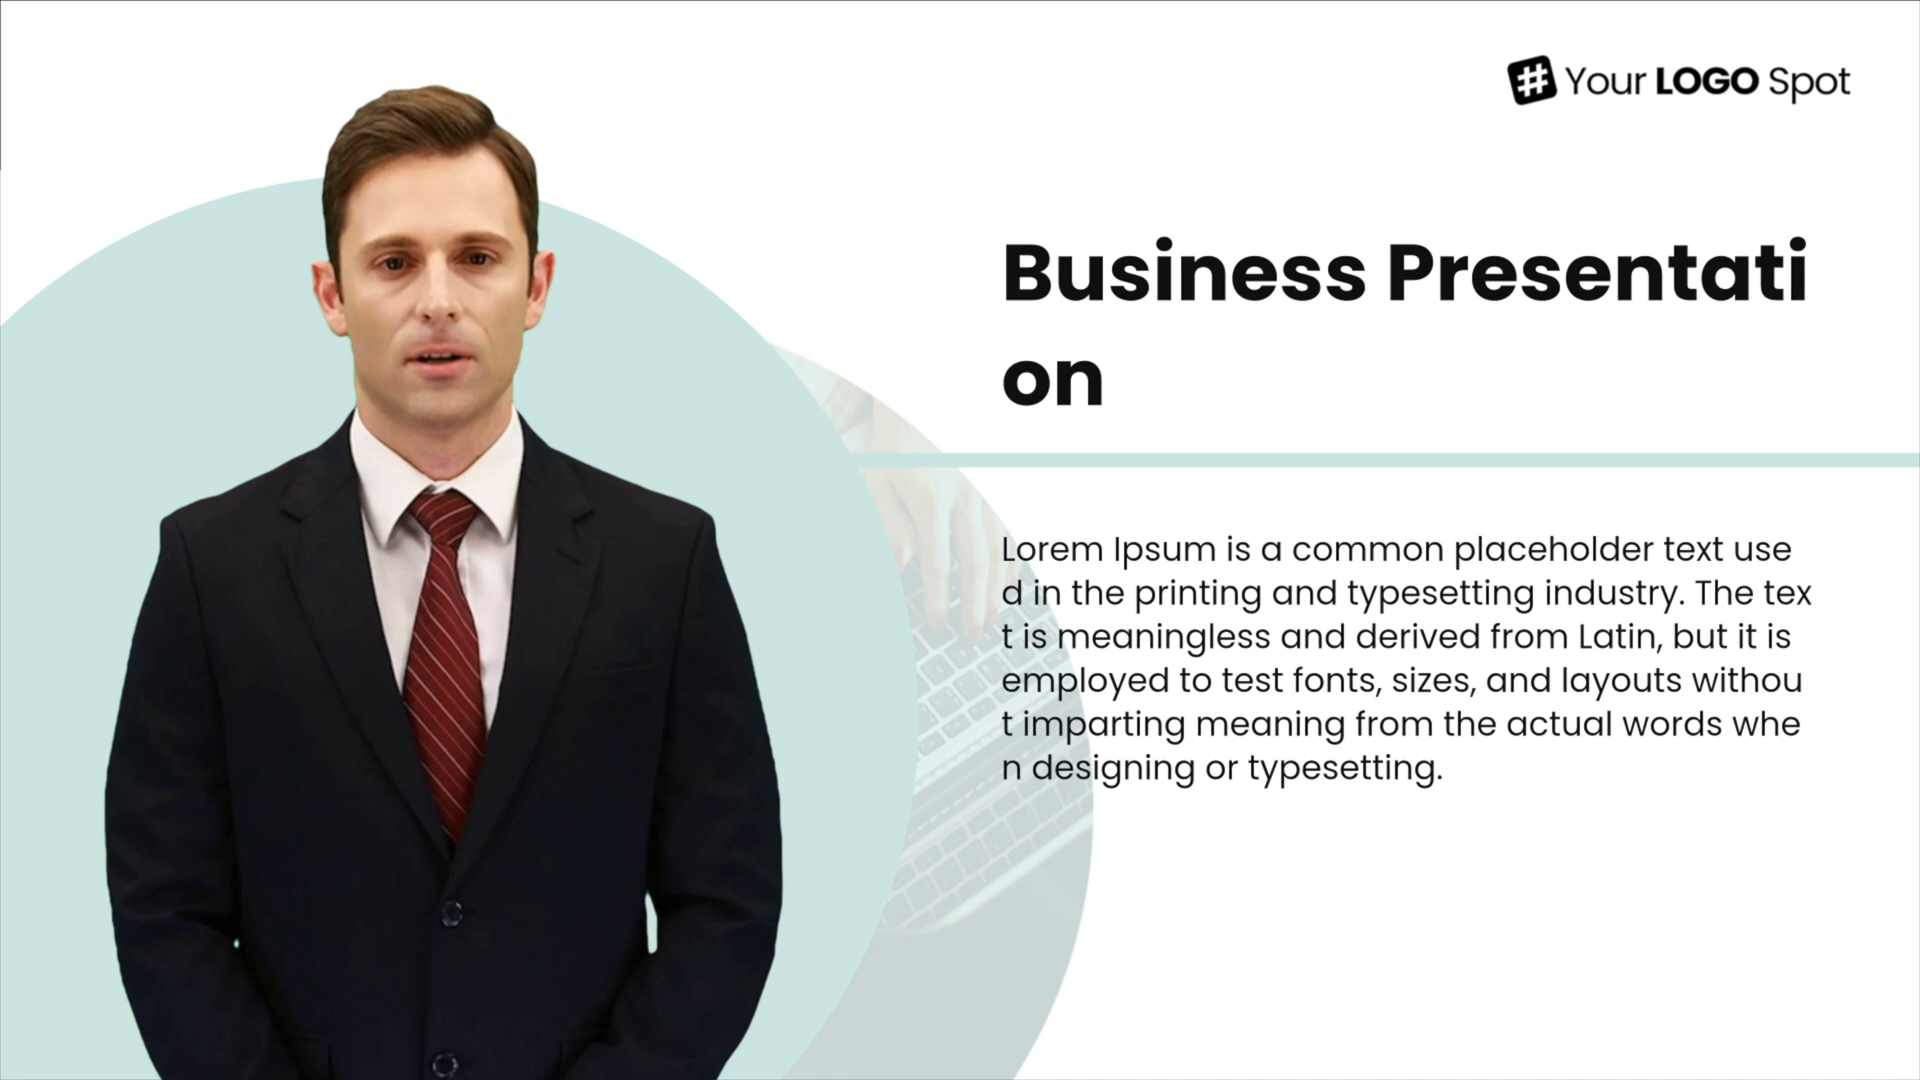 # Your LOGO Spot
Business Presentati
on
Lorem Ipsum is a common placeholder text use
d in the printing and typesetting industry. The tex
t is meaningless and derived from Latin, but it is
employed to test fonts, sizes, and layouts withou
t imparting meaning from the actual words whe
n designing or typesetting.